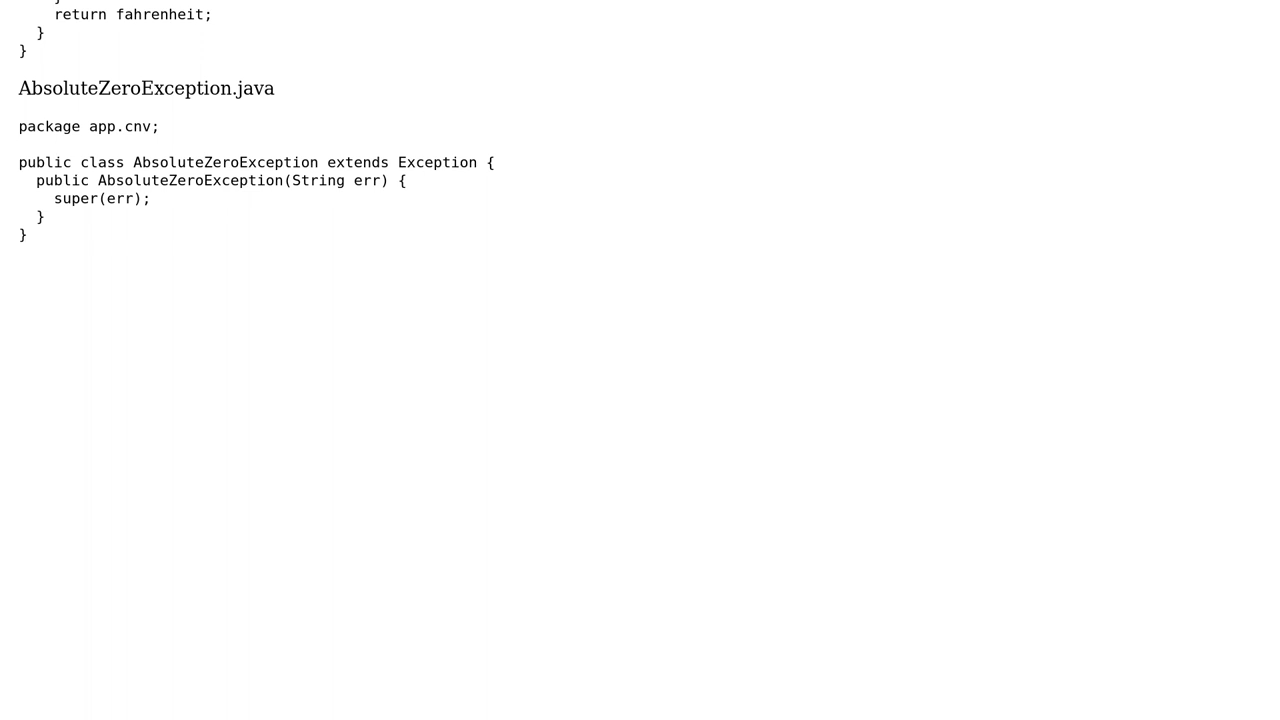 }
    return fahrenheit;
  }
}
AbsoluteZeroException.java
package app.cnv;
public class AbsoluteZeroException extends Exception {
  public AbsoluteZeroException(String err) {
    super(err);
  }
}